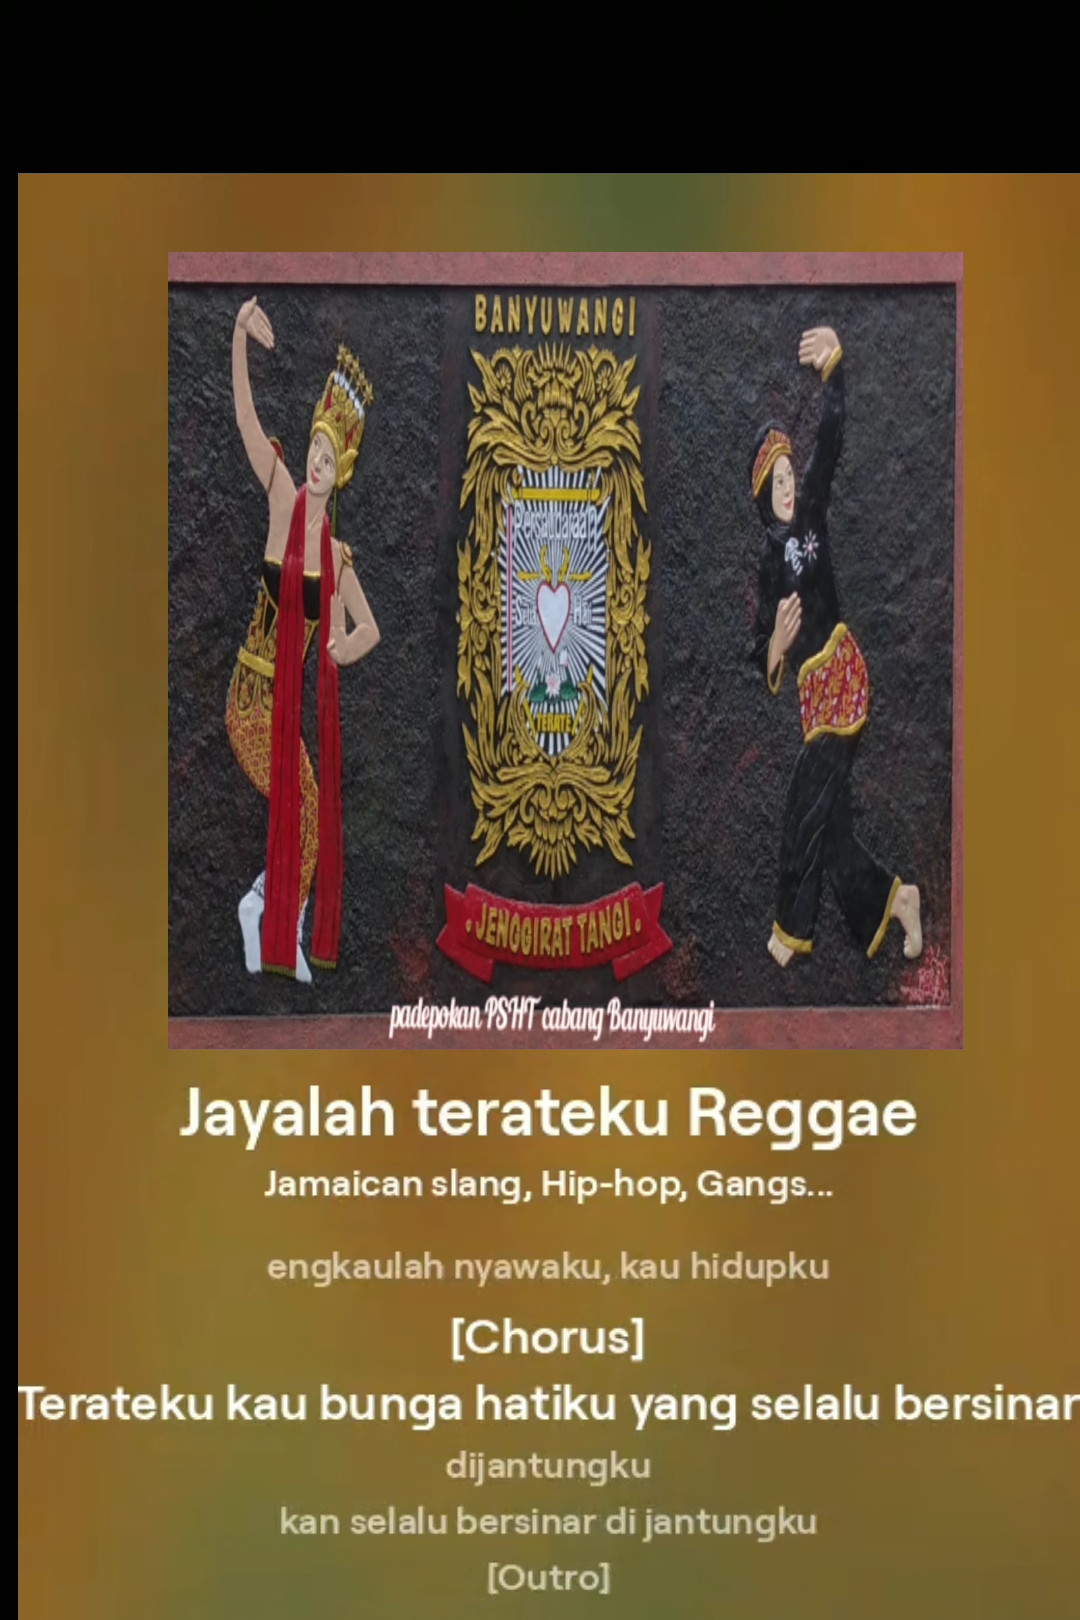 BANYUWANGI
Persaudaraan
Setia Hati
TERATE
JENGGIRAT TANGI
padepokan PSHT cabang Banyuwangi
Jayalah terateku Reggae
Jamaican slang, Hip-hop, Gangs...
engkaulah nyawaku, kau hidupku
[Chorus]
Terateku kau bunga hatiku yang selalu bersinar
dijantungku
kan selalu bersinar di jantungku
[Outro]